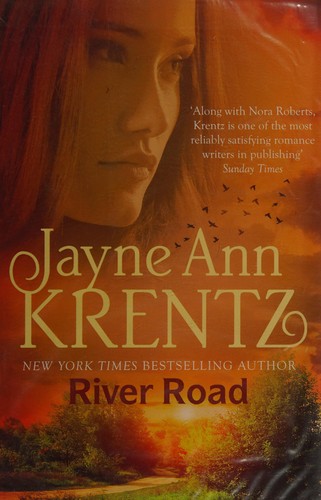 ‘Along with Nora Roberts,
Krentz is one of the most
reliably satisfying romance
writers in publishing’
Sunday Times
Jayne Ann
KRENTZ
NEW YORK TIMES BESTSELLING AUTHOR
River Road